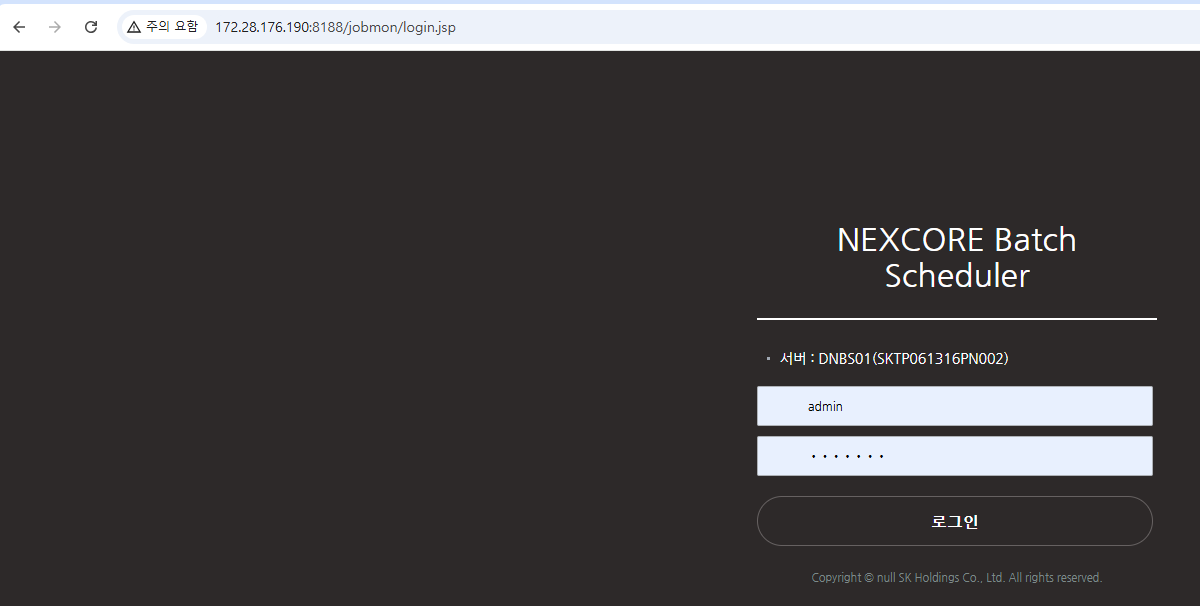 주의 요함 172.28.176.190:8188/jobmon/login.jsp
NEXCORE Batch
Scheduler
서버 : DNBS01(SKTP061316PN002)
admin
·······
로그인
Copyright © null SK Holdings Co., Ltd. All rights reserved.